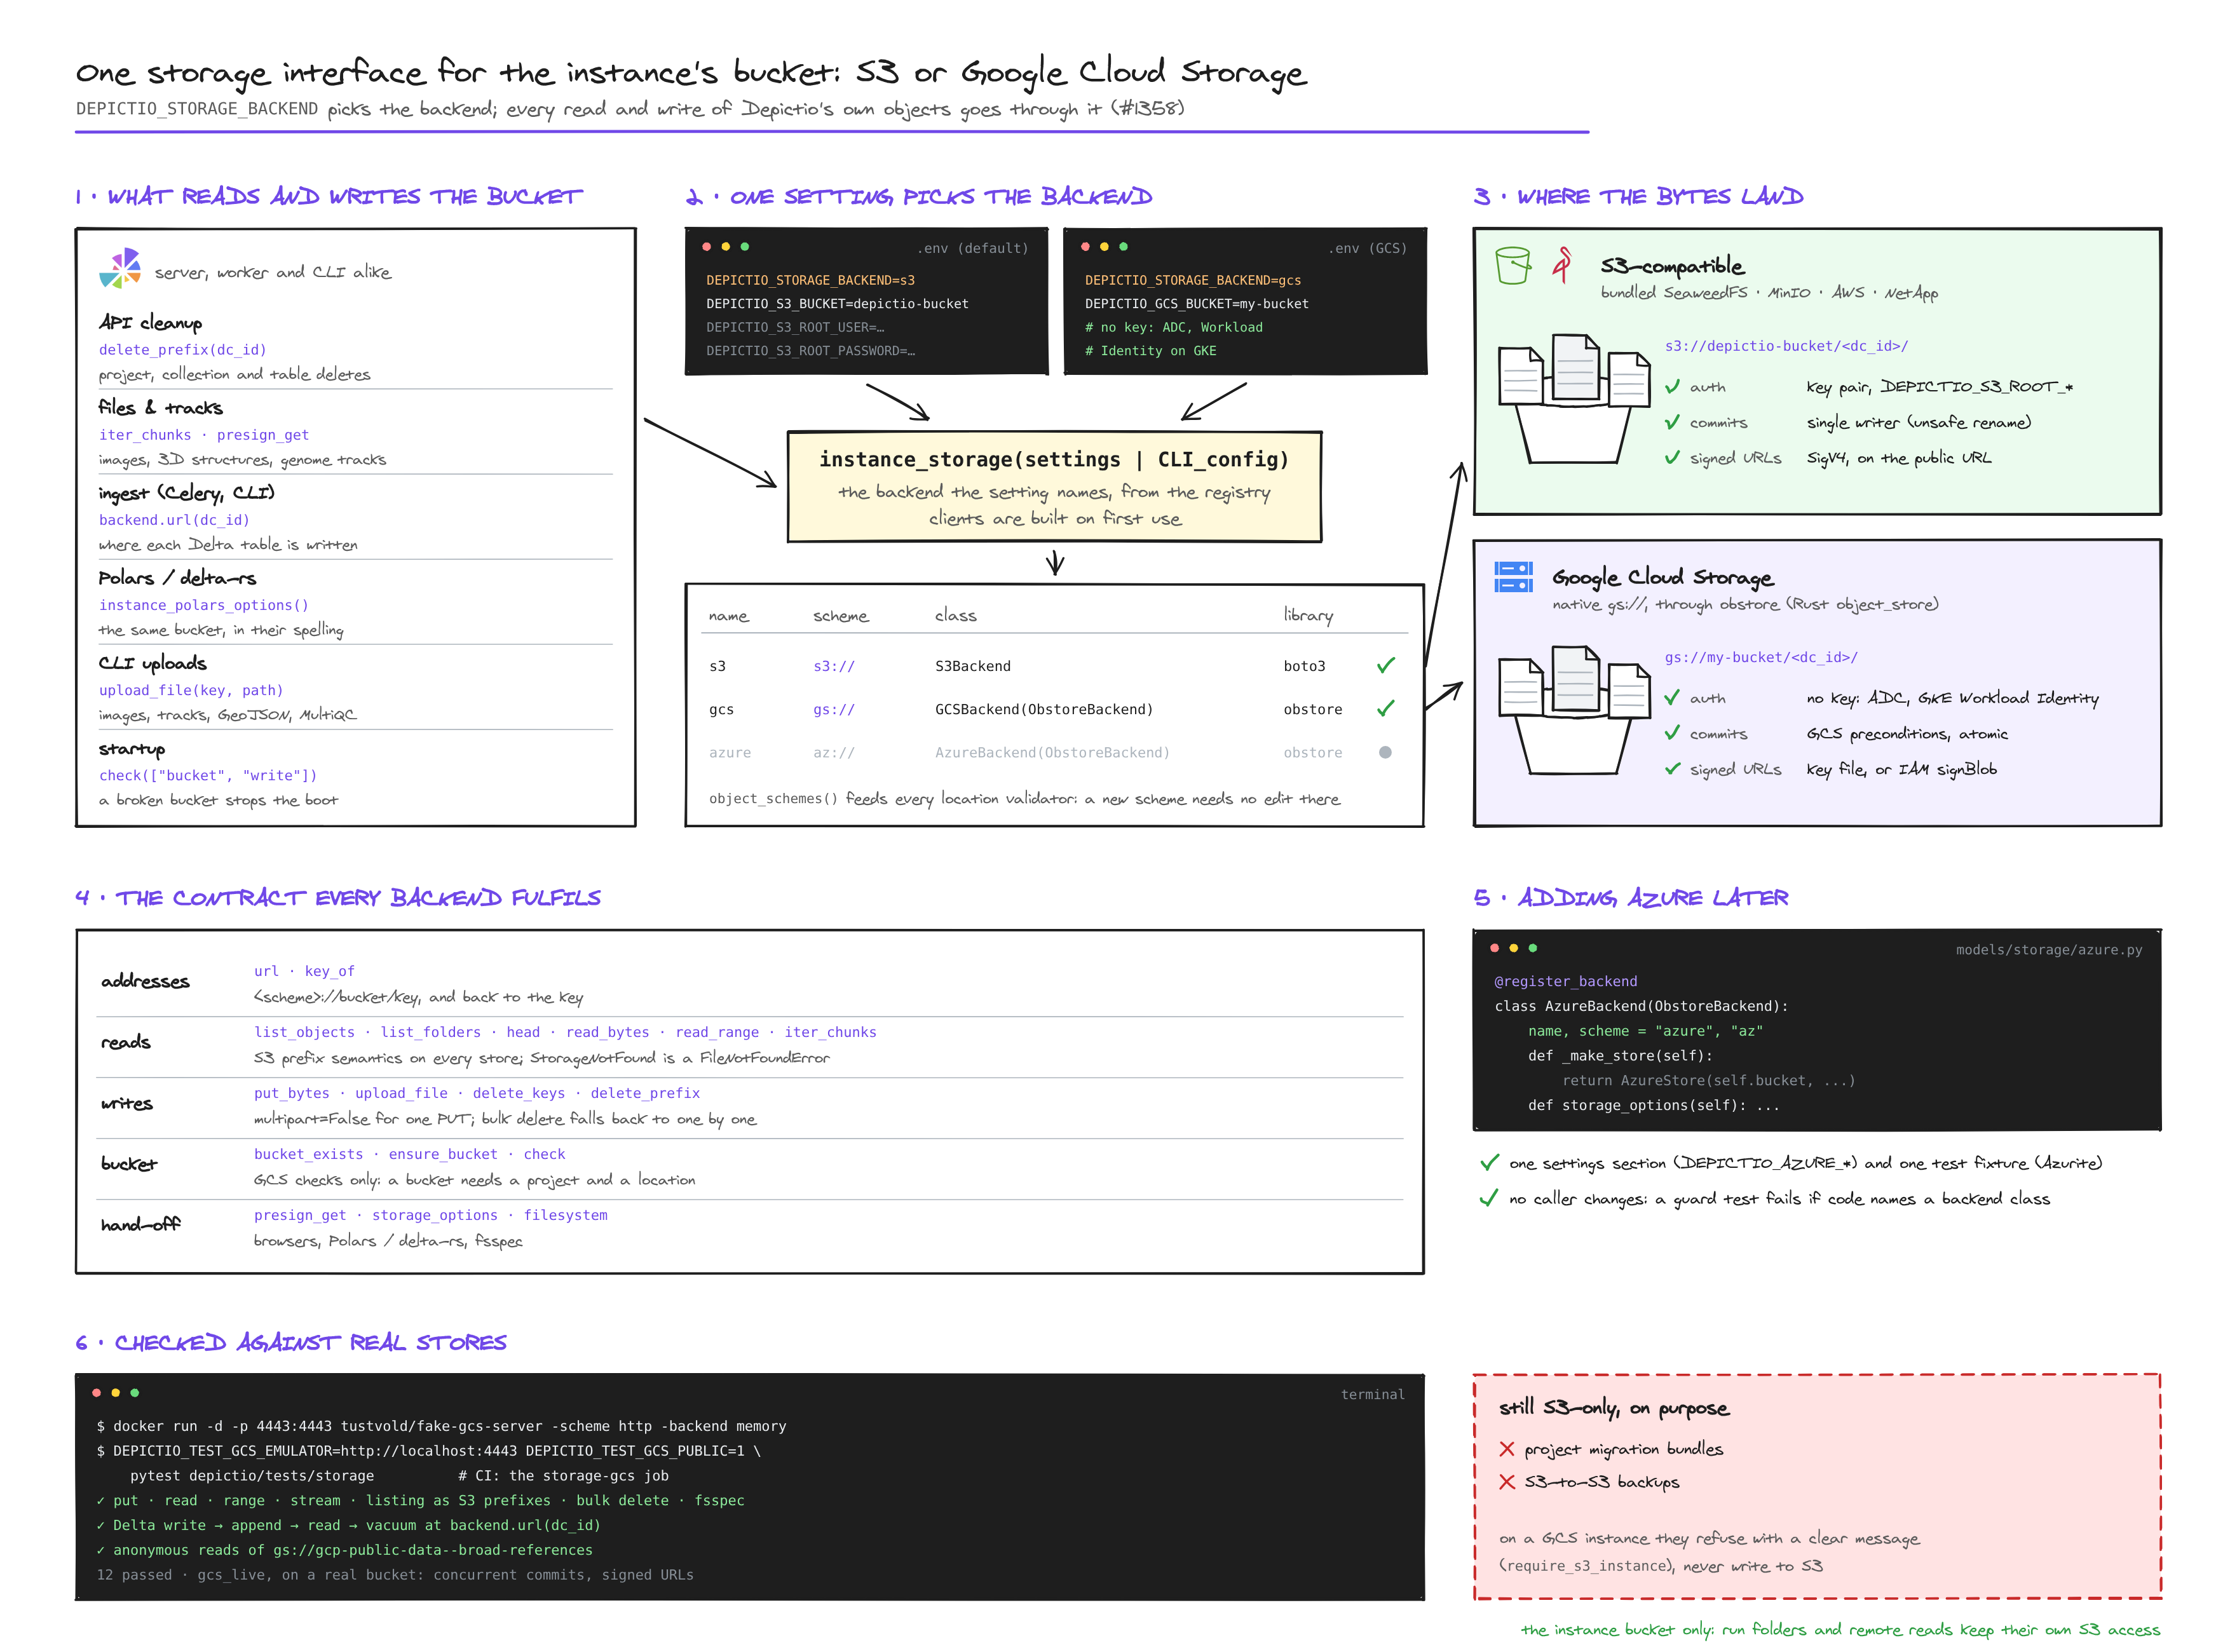 One storage interface for the instance's bucket: S3 or Google Cloud Storage
DEPICTIO_STORAGE_BACKEND picks the backend; every read and write of Depictio's own objects goes through it (#1358)
1 · WHAT READS AND WRITES THE BUCKET
server, worker and CLI alike
API cleanup
delete_prefix(dc_id)
project, collection and table deletes
files & tracks
iter_chunks · presign_get
images, 3D structures, genome tracks
ingest (Celery, CLI)
backend.url(dc_id)
where each Delta table is written
Polars / delta-rs
instance_polars_options()
the same bucket, in their spelling
CLI uploads
upload_file(key, path)
images, tracks, GeoJSON, MultiQC
startup
check(["bucket", "write"])
a broken bucket stops the boot
2 · ONE SETTING PICKS THE BACKEND
.env (default)
DEPICTIO_STORAGE_BACKEND=s3
DEPICTIO_S3_BUCKET=depictio-bucket
DEPICTIO_S3_ROOT_USER=…
DEPICTIO_S3_ROOT_PASSWORD=…
.env (GCS)
DEPICTIO_STORAGE_BACKEND=gcs
DEPICTIO_GCS_BUCKET=my-bucket
# no key: ADC, Workload
# Identity on GKE
instance_storage(settings | CLI_config)
the backend the setting names, from the registry
clients are built on first use
name scheme class library
s3 s3:// S3Backend boto3 ✓
gcs gs:// GCSBackend(ObstoreBackend) obstore ✓
azure az:// AzureBackend(ObstoreBackend) obstore
object_schemes() feeds every location validator: a new scheme needs no edit there
3 · WHERE THE BYTES LAND
S3-compatible
bundled SeaweedFS · MinIO · AWS · NetApp
s3://depictio-bucket/<dc_id>/
✓ auth key pair, DEPICTIO_S3_ROOT_*
✓ commits single writer (unsafe rename)
✓ signed URLs SigV4, on the public URL
Google Cloud Storage
native gs://, through obstore (Rust object_store)
gs://my-bucket/<dc_id>/
✓ auth no key: ADC, GKE Workload Identity
✓ commits GCS preconditions, atomic
✓ signed URLs key file, or IAM signBlob
4 · THE CONTRACT EVERY BACKEND FULFILS
addresses
url · key_of
<scheme>://bucket/key, and back to the key
reads
list_objects · list_folders · head · read_bytes · read_range · iter_chunks
S3 prefix semantics on every store; StorageNotFound is a FileNotFoundError
writes
put_bytes · upload_file · delete_keys · delete_prefix
multipart=False for one PUT; bulk delete falls back to one by one
bucket
bucket_exists · ensure_bucket · check
GCS checks only: a bucket needs a project and a location
hand-off
presign_get · storage_options · filesystem
browsers, Polars / delta-rs, fsspec
5 · ADDING AZURE LATER
models/storage/azure.py
@register_backend
class AzureBackend(ObstoreBackend):
name, scheme = "azure", "az"
def _make_store(self):
return AzureStore(self.bucket, ...)
def storage_options(self): ...
✓ one settings section (DEPICTIO_AZURE_*) and one test fixture (Azurite)
✓ no caller changes: a guard test fails if code names a backend class
6 · CHECKED AGAINST REAL STORES
terminal
$ docker run -d -p 4443:4443 tustvold/fake-gcs-server -scheme http -backend memory
$ DEPICTIO_TEST_GCS_EMULATOR=http://localhost:4443 DEPICTIO_TEST_GCS_PUBLIC=1 \
pytest depictio/tests/storage # CI: the storage-gcs job
✓ put · read · range · stream · listing as S3 prefixes · bulk delete · fsspec
✓ Delta write → append → read → vacuum at backend.url(dc_id)
✓ anonymous reads of gs://gcp-public-data--broad-references
12 passed · gcs_live, on a real bucket: concurrent commits, signed URLs
still S3-only, on purpose
✕ project migration bundles
✕ S3-to-S3 backups
on a GCS instance they refuse with a clear message
(require_s3_instance), never write to S3
the instance bucket only: run folders and remote reads keep their own S3 access